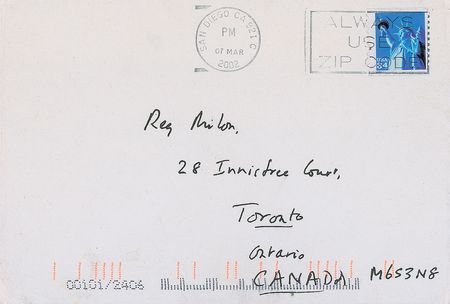 SAN DIEGO CA 921
PM
07 MAR
2002
ALWAYS
USE
ZIP CODE
34
Reg
28 Innisfree Court,
Toronto
Ontario
CANADA M6S3N8
00101/2406